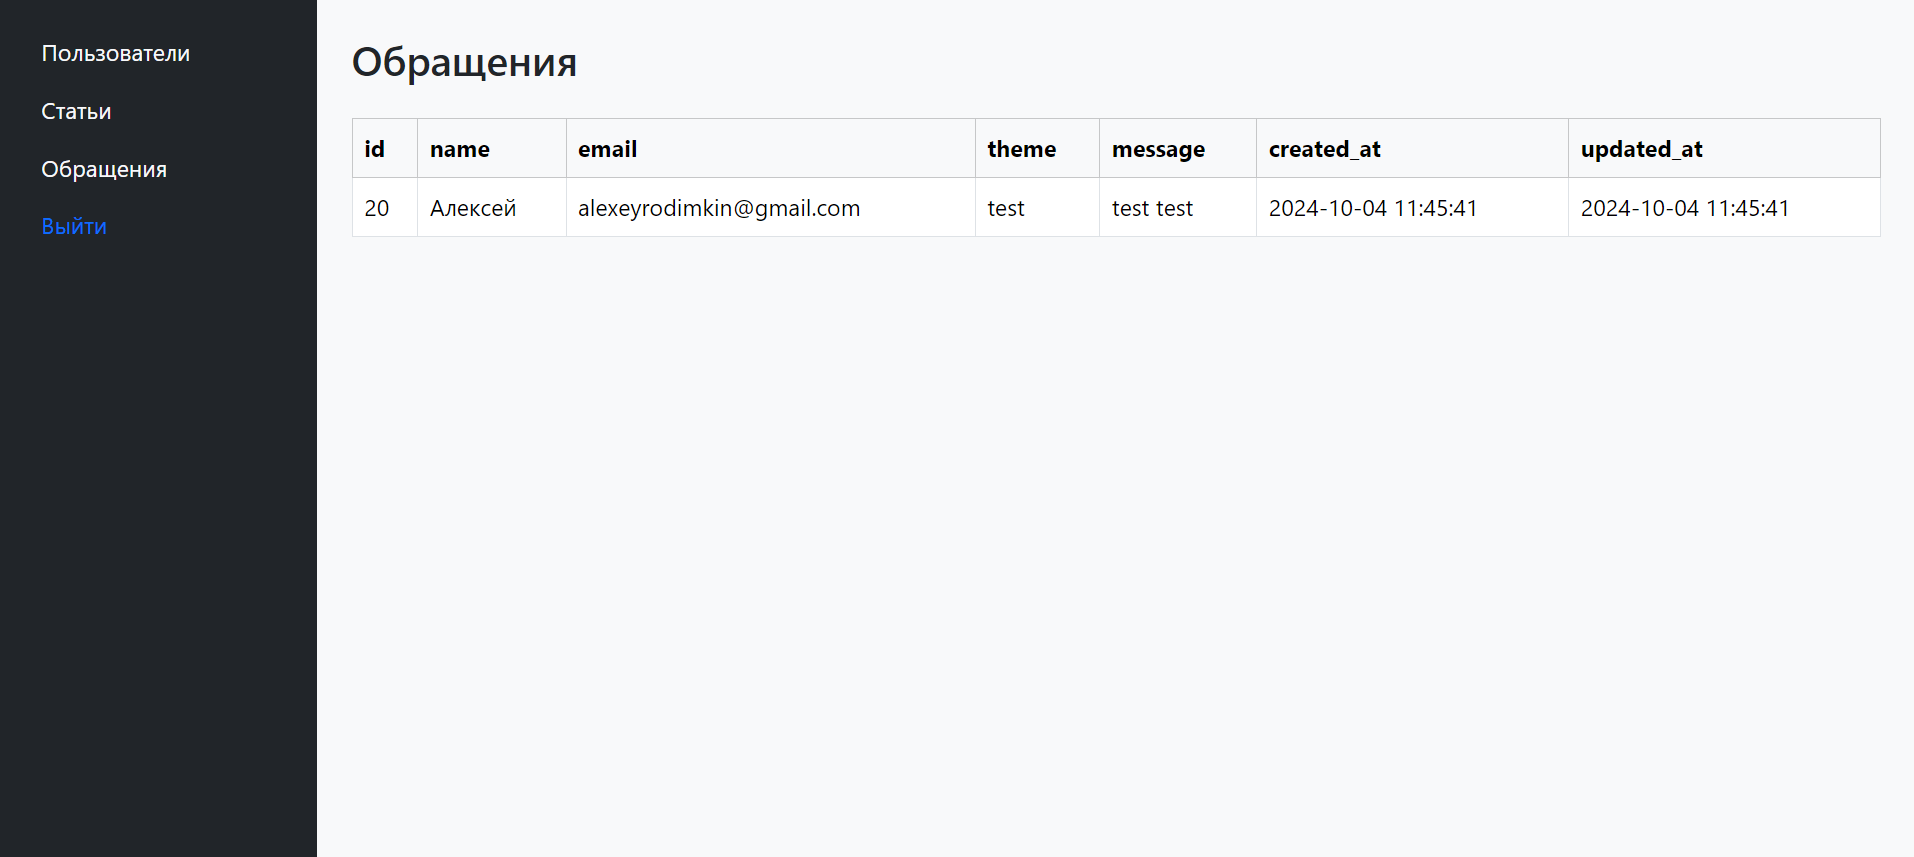 Пользователи
Статьи
Обращения
Выйти
Обращения
id name email theme message created_at updated_at
20 Алексей alexeyrodimkin@gmail.com test test test 2024-10-04 11:45:41 2024-10-04 11:45:41